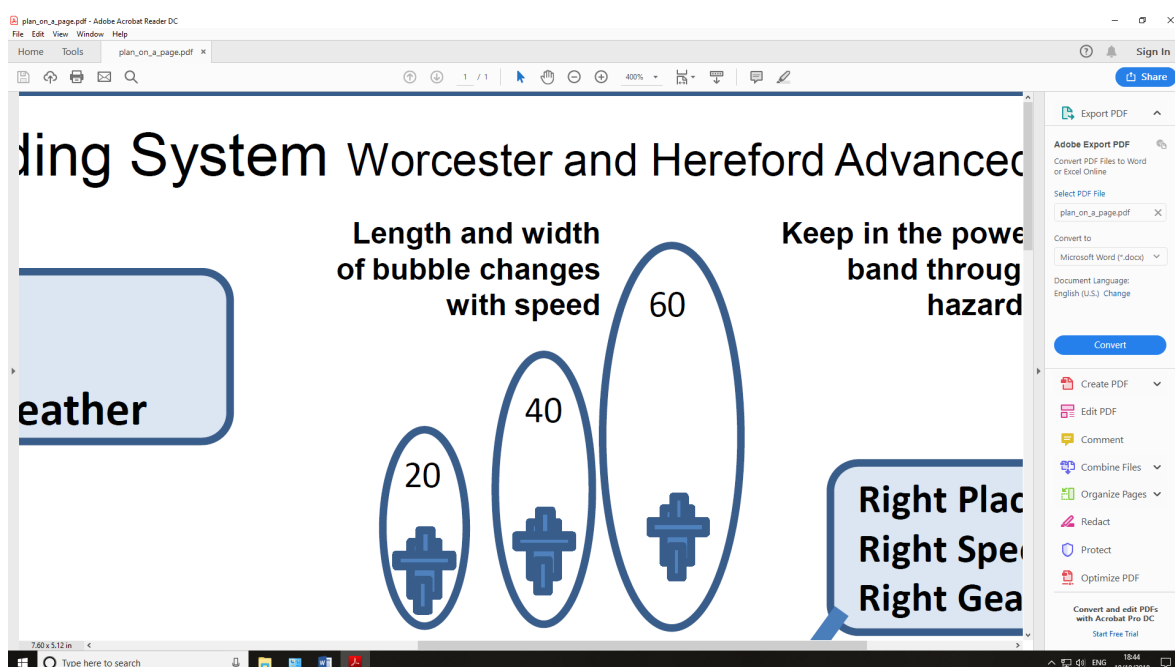 plan_on_a_page.pdf - Adobe Acrobat Reader DC
File Edit View Window Help
Home Tools plan_on_a_page.pdf × Sign In
1 / 1 400% Share
ding System Worcester and Hereford Advanced
Length and width
of bubble changes
with speed
Keep in the powe
band throug
hazard
eather
20
40
60
Right Plac
Right Spee
Right Gea
Export PDF
Adobe Export PDF
Convert PDF Files to Word
or Excel Online
Select PDF File
plan_on_a_page.pdf
Convert to
Microsoft Word (*.docx)
Document Language:
English (U.S.) Change
Convert
Create PDF
Edit PDF
Comment
Combine Files
Organize Pages
Redact
Protect
Optimize PDF
Convert and edit PDFs
with Acrobat Pro DC
Start Free Trial
7.60 x 5.12 in
Type here to search
ENG 18:44